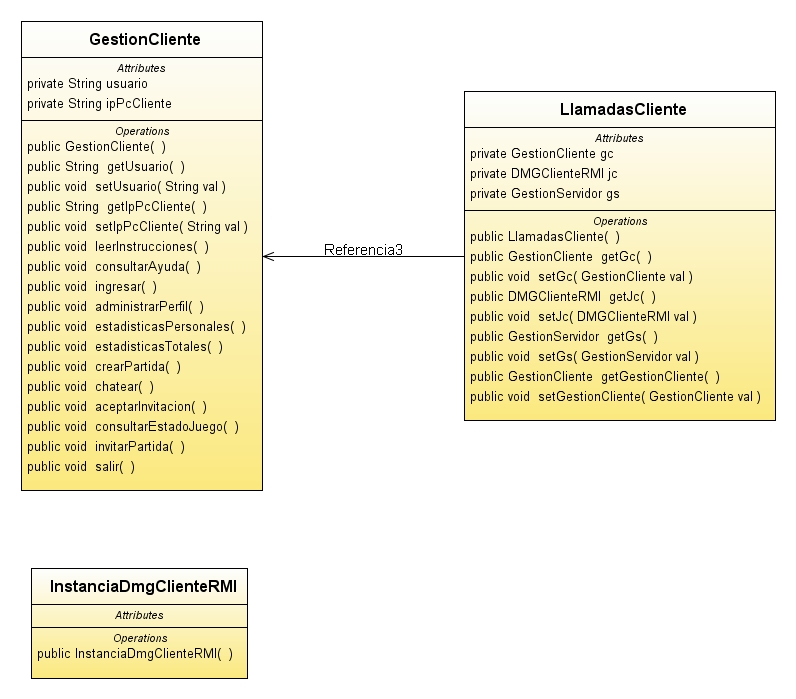 GestionCliente
Attributes
private String usuario
private String ipPcCliente
Operations
public GestionCliente( )
public String getUsuario( )
public void setUsuario( String val )
public String getIpPcCliente( )
public void setIpPcCliente( String val )
public void leerInstrucciones( )
public void consultarAyuda( )
public void ingresar( )
public void administrarPerfil( )
public void estadisticasPersonales( )
public void estadisticasTotales( )
public void crearPartida( )
public void chatear( )
public void aceptarInvitacion( )
public void consultarEstadoJuego( )
public void invitarPartida( )
public void salir( )
Referencia3
LlamadasCliente
Attributes
private GestionCliente gc
private DMGClienteRMI jc
private GestionServidor gs
Operations
public LlamadasCliente( )
public GestionCliente getGc( )
public void setGc( GestionCliente val )
public DMGClienteRMI getJc( )
public void setJc( DMGClienteRMI val )
public GestionServidor getGs( )
public void setGs( GestionServidor val )
public GestionCliente getGestionCliente( )
public void setGestionCliente( GestionCliente val )
InstanciaDmgClienteRMI
Attributes
Operations
public InstanciaDmgClienteRMI( )